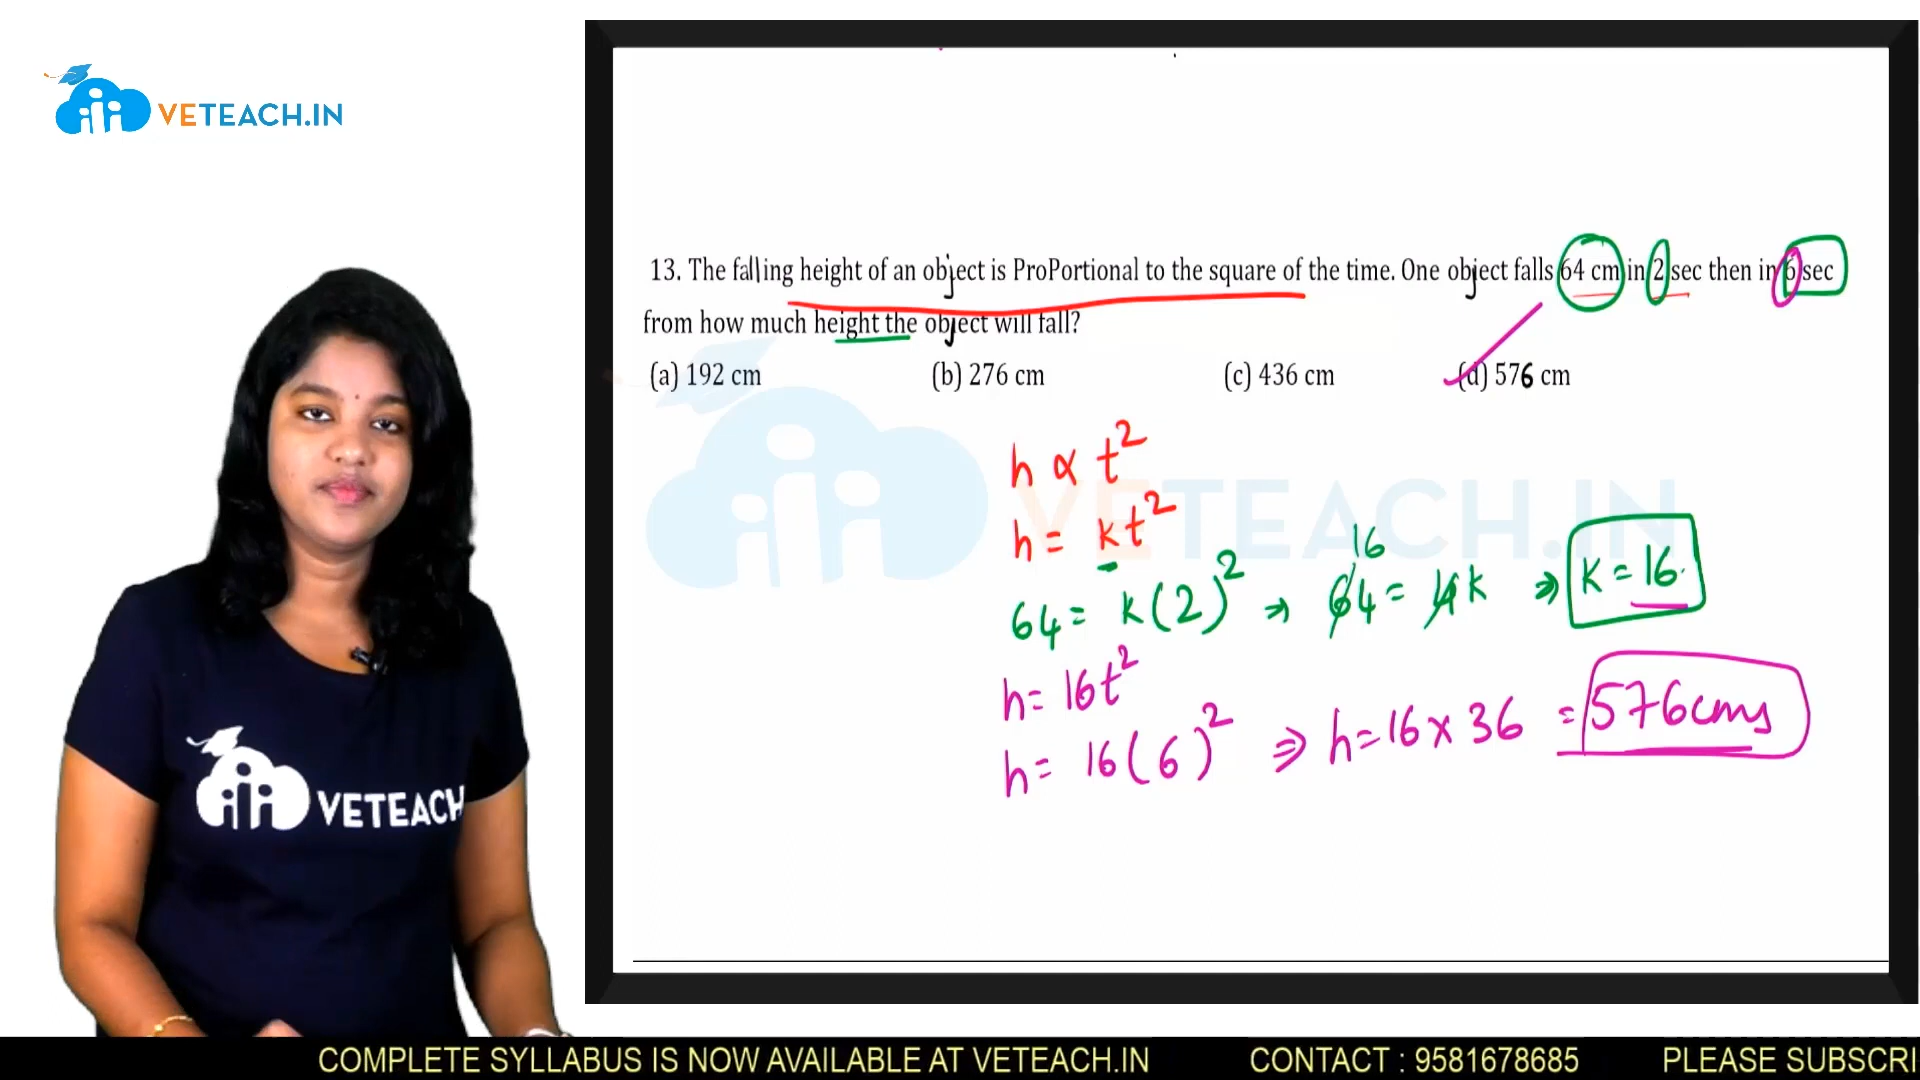 VETEACH.IN
13. The falling height of an object is ProPortional to the square of the time. One object falls 64 cm in 2 sec then in 6 sec
from how much height the object will fall?
(a) 192 cm (b) 276 cm (c) 436 cm (d) 576 cm
h ∝ t²
h = kt²
16
64 = k(2)² ⇒ 64 = 4k ⇒ k = 16.
h = 16t²
h = 16(6)² ⇒ h = 16 x 36 = 576cms
VETEACH.IN
VETEACH
COMPLETE SYLLABUS IS NOW AVAILABLE AT VETEACH.IN CONTACT : 9581678685 PLEASE SUBSCRI